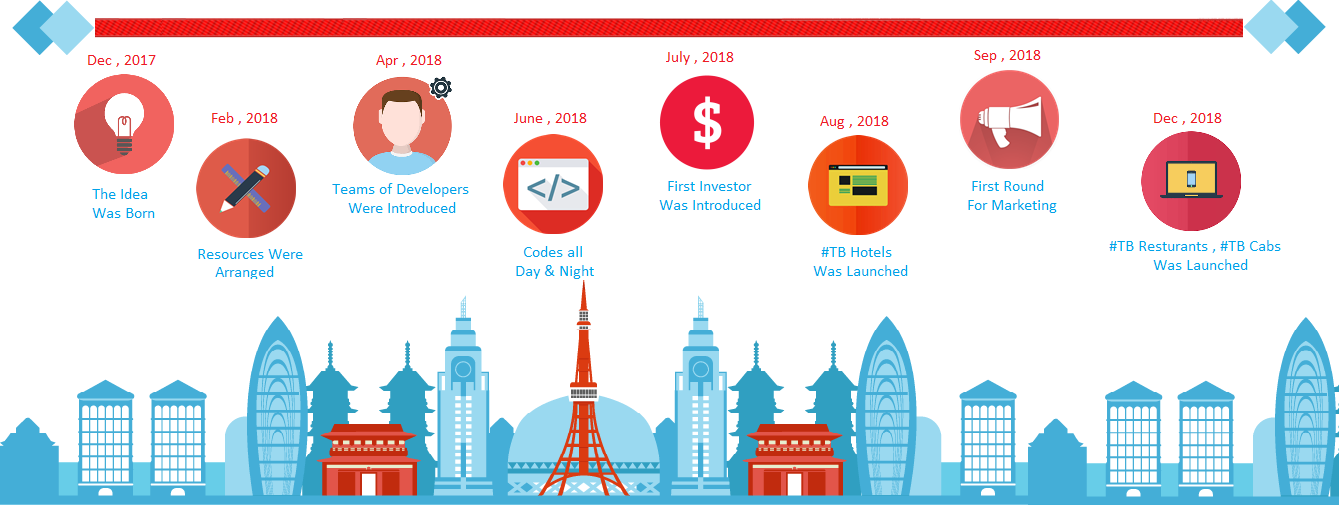 Dec , 2017
The Idea
Was Born
Feb , 2018
Resources Were
Arranged
Apr , 2018
Teams of Developers
Were Introduced
June , 2018
</>
Codes all
Day & Night
July , 2018
$
First Investor
Was Introduced
Aug , 2018
#TB Hotels
Was Launched
Sep , 2018
First Round
For Marketing
Dec , 2018
#TB Resturants , #TB Cabs
Was Launched